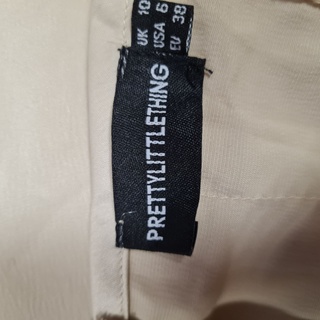 UK 10
USA 6
EU 38
PRETTYLITTLETHING